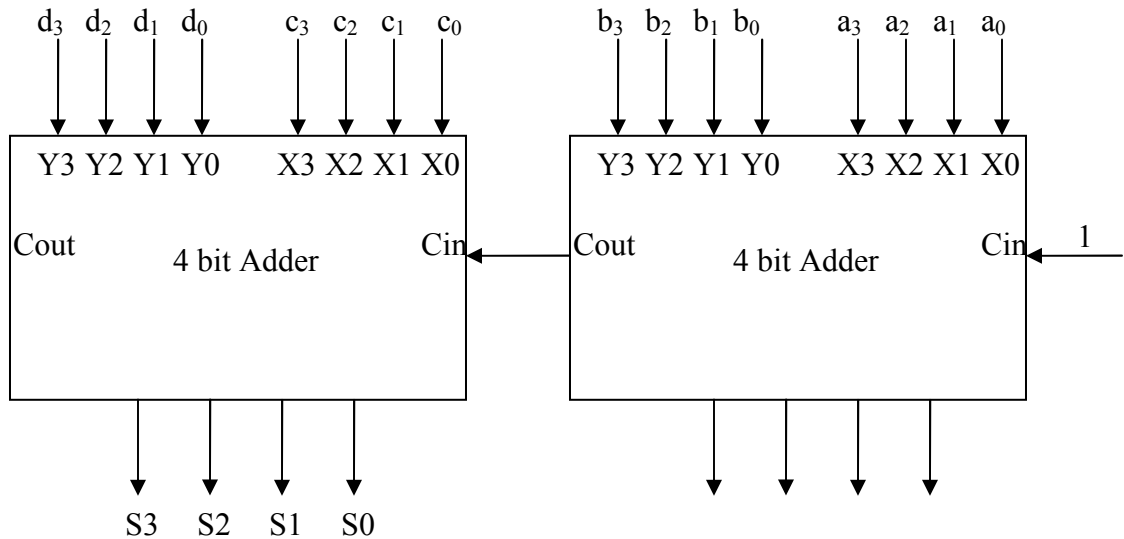 d₃ d₂ d₁ d₀ c₃ c₂ c₁ c₀ b₃ b₂ b₁ b₀ a₃ a₂ a₁ a₀
Y3 Y2 Y1 Y0 X3 X2 X1 X0 Y3 Y2 Y1 Y0 X3 X2 X1 X0
Cout 4 bit Adder Cin Cout 4 bit Adder Cin 1
S3 S2 S1 S0